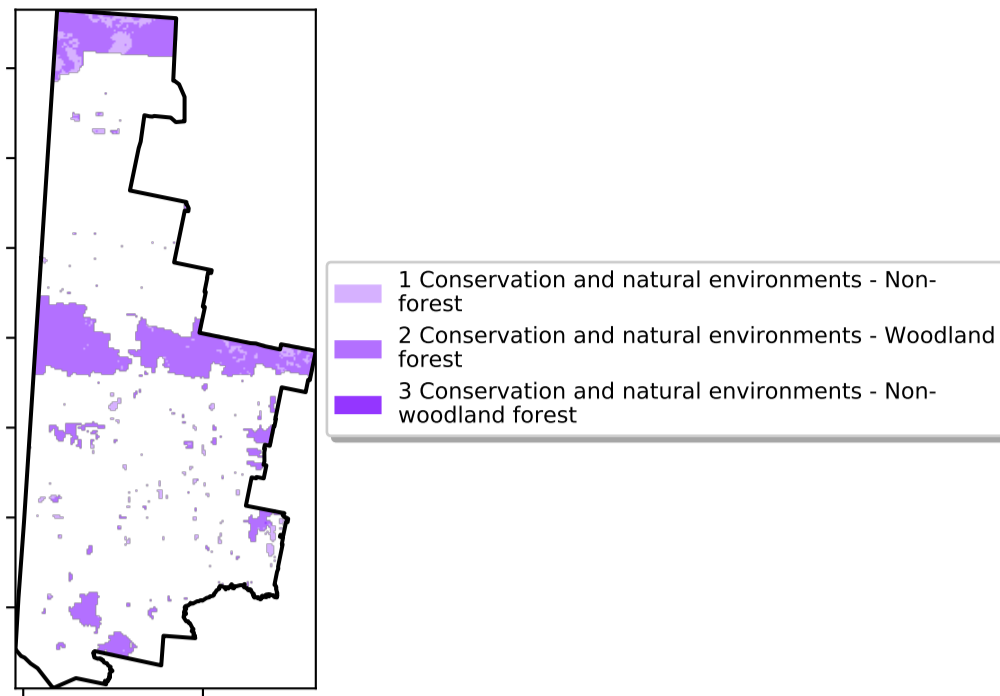 1 Conservation and natural environments - Non-
forest
2 Conservation and natural environments - Woodland
forest
3 Conservation and natural environments - Non-
woodland forest